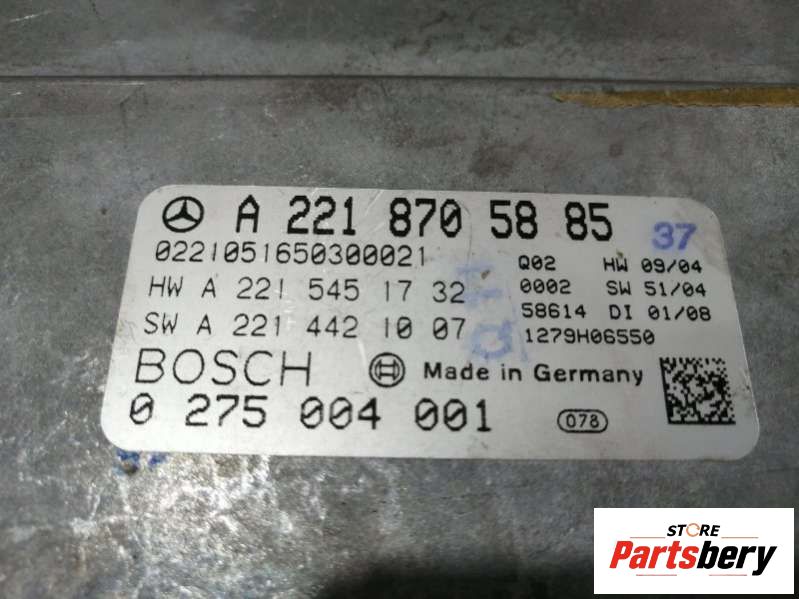 A 221 870 58 85
37
0221051650300021
Q02 HW 09/04
HW A 221 545 17 32
0002 SW 51/04
SW A 221 442 10 07
58614 DI 01/08
1279H06550
BOSCH
Made in Germany
0 275 004 001
078
STORE
Partsbery